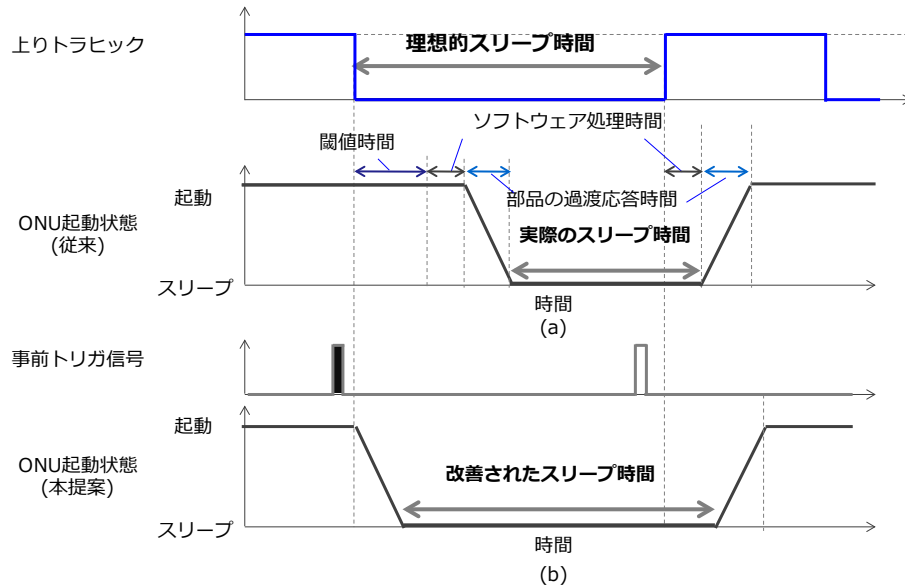 上りトラヒック
理想的スリープ時間
ソフトウェア処理時間
閾値時間
起動
部品の過渡応答時間
ONU起動状態
(従来)
実際のスリープ時間
スリープ
時間
(a)
事前トリガ信号
起動
ONU起動状態
(本提案)
改善されたスリープ時間
スリープ
時間
(b)